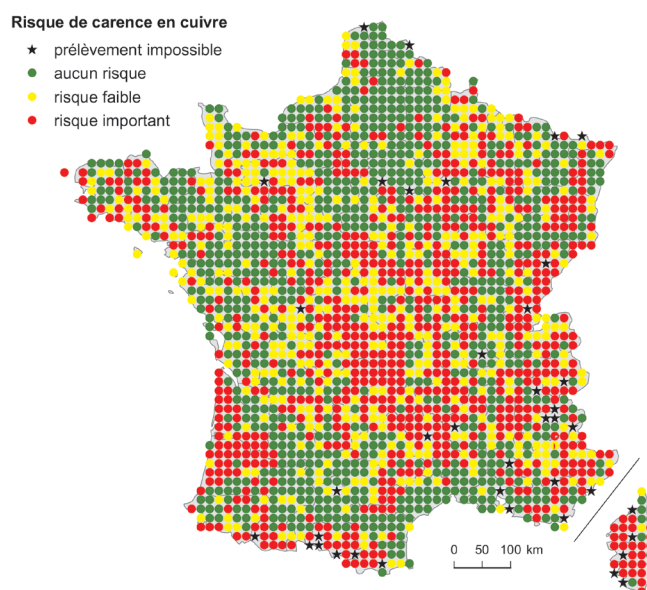 Risque de carence en cuivre
prélèvement impossible
aucun risque
risque faible
risque important
0 50 100 km